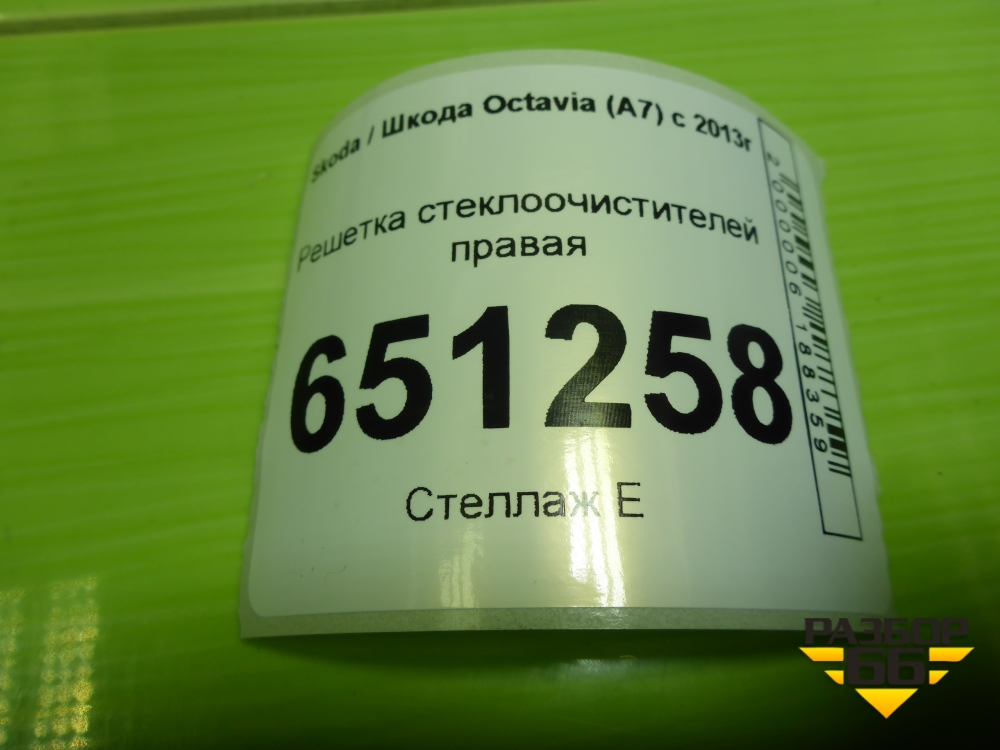 Skoda / Шкода Octavia (A7) с 2013г
Решетка стеклоочистителей
правая
651258
Стеллаж Е
2000006188359
РАЗБОР
66